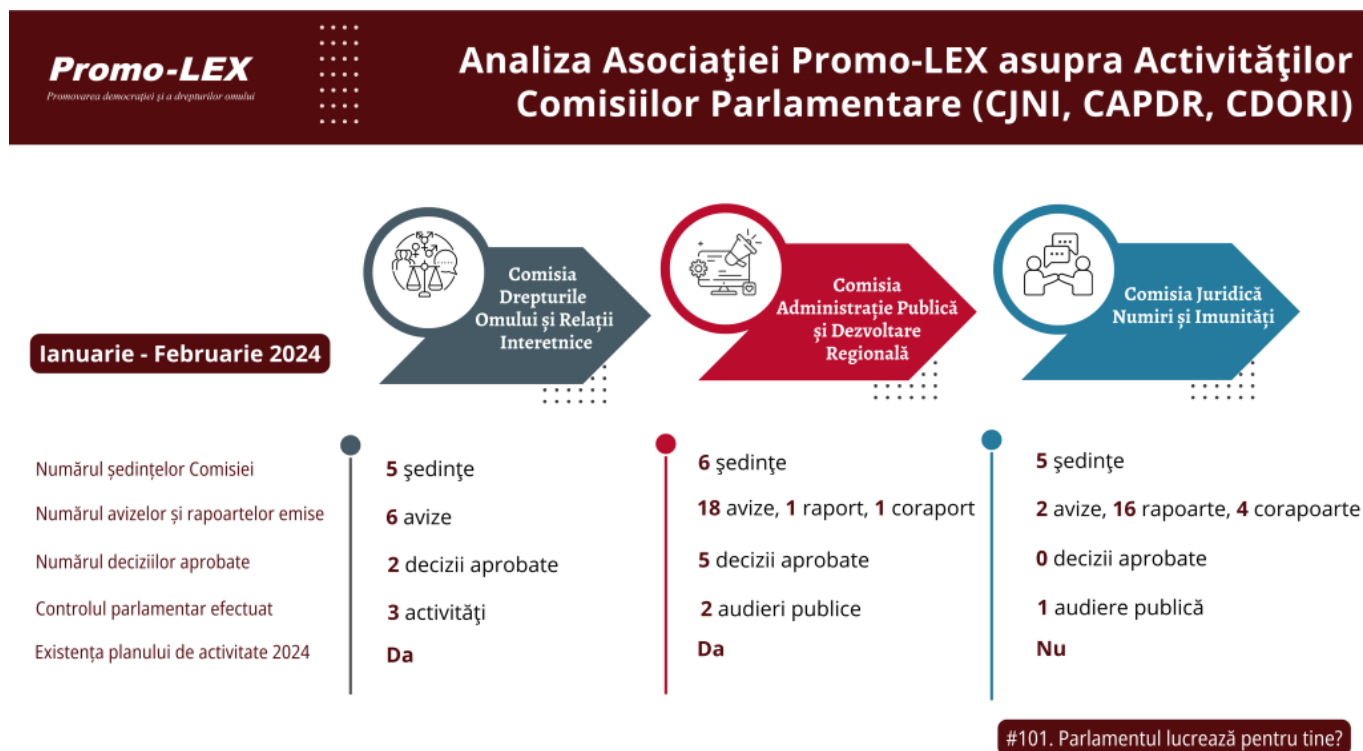 Promo-LEX
Promovarea democrației și a drepturilor omului
Analiza Asociaţiei Promo-LEX asupra Activităţilor
Comisiilor Parlamentare (CJNI, CAPDR, CDORI)
Ianuarie - Februarie 2024
Comisia
Drepturile
Omului și Relații
Interetnice
Comisia
Administrație Publică
și Dezvoltare
Regională
Comisia Juridică
Numiri și Imunități
Numărul ședințelor Comisiei
5 şedinţe
6 şedinţe
5 şedinţe
Numărul avizelor și rapoartelor emise
6 avize
18 avize, 1 raport, 1 coraport
2 avize, 16 rapoarte, 4 corapoarte
Numărul deciziilor aprobate
2 decizii aprobate
5 decizii aprobate
0 decizii aprobate
Controlul parlamentar efectuat
3 activităţi
2 audieri publice
1 audiere publică
Existența planului de activitate 2024
Da
Da
Nu
#101. Parlamentul lucrează pentru tine?